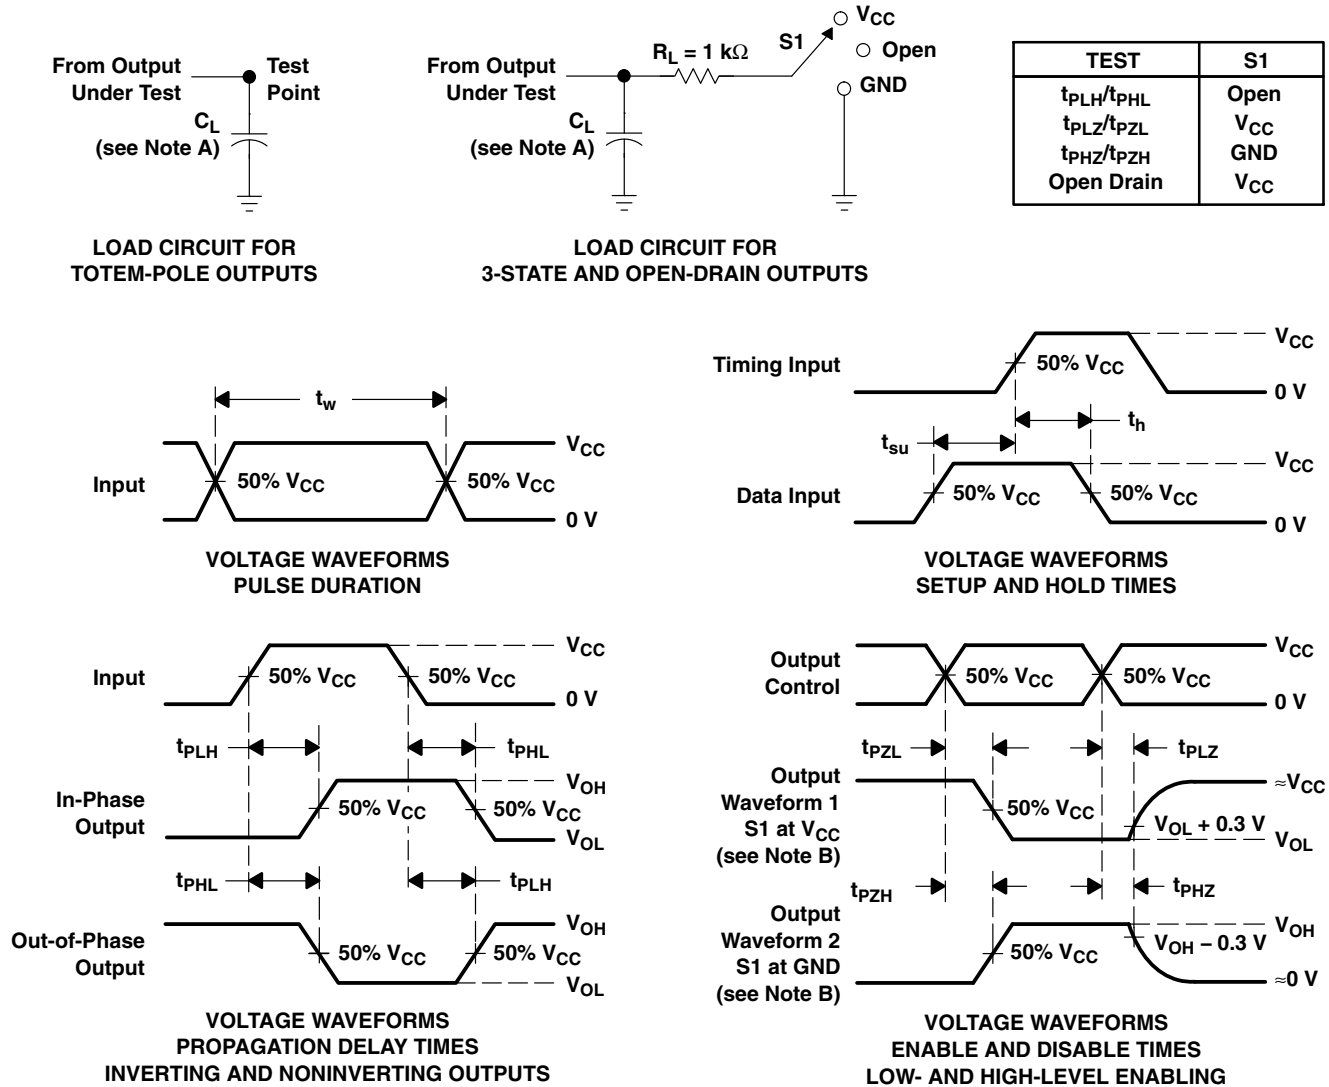 From Output
Under Test
Test
Point
CL
(see Note A)
LOAD CIRCUIT FOR
TOTEM-POLE OUTPUTS
From Output
Under Test
RL = 1 kΩ
S1
VCC
Open
GND
CL
(see Note A)
LOAD CIRCUIT FOR
3-STATE AND OPEN-DRAIN OUTPUTS
TEST S1
tPLH/tPHL Open
tPLZ/tPZL VCC
tPHZ/tPZH GND
Open Drain VCC
tw
Input
50% VCC
50% VCC
VCC
0 V
VOLTAGE WAVEFORMS
PULSE DURATION
Timing Input
50% VCC
VCC
0 V
tsu
th
Data Input
50% VCC
50% VCC
VCC
0 V
VOLTAGE WAVEFORMS
SETUP AND HOLD TIMES
Input
50% VCC
50% VCC
VCC
0 V
tPLH
tPHL
In-Phase
Output
50% VCC
50% VCC
VOH
VOL
tPHL
tPLH
Out-of-Phase
Output
50% VCC
50% VCC
VOH
VOL
VOLTAGE WAVEFORMS
PROPAGATION DELAY TIMES
INVERTING AND NONINVERTING OUTPUTS
Output
Control
50% VCC
50% VCC
VCC
0 V
tPZL
tPLZ
Output
Waveform 1
S1 at VCC
(see Note B)
50% VCC
VOL + 0.3 V
≈VCC
VOL
tPZH
tPHZ
Output
Waveform 2
S1 at GND
(see Note B)
50% VCC
VOH − 0.3 V
VOH
≈0 V
VOLTAGE WAVEFORMS
ENABLE AND DISABLE TIMES
LOW- AND HIGH-LEVEL ENABLING